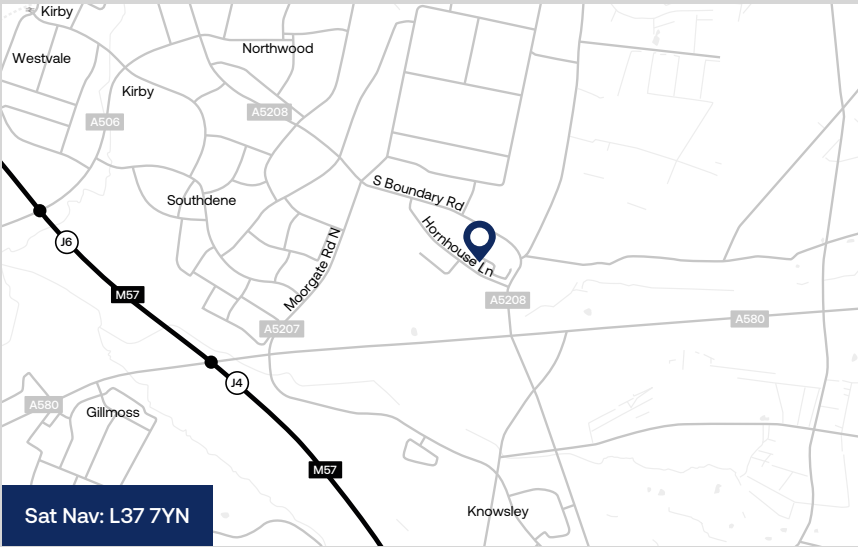 Kirby
Westvale
Northwood
Kirby
A5208
A506
S Boundary Rd
Southdene
Hornhouse Ln
J6
Moorgate Rd N
M57
A5208
A5207
A580
J4
A580
Gillmoss
M57
Knowsley
Sat Nav: L37 7YN